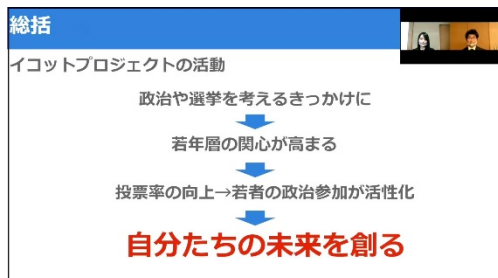 総括
イコットプロジェクトの活動
政治や選挙を考えるきっかけに
若年層の関心が高まる
投票率の向上→若者の政治参加が活性化
自分たちの未来を創る